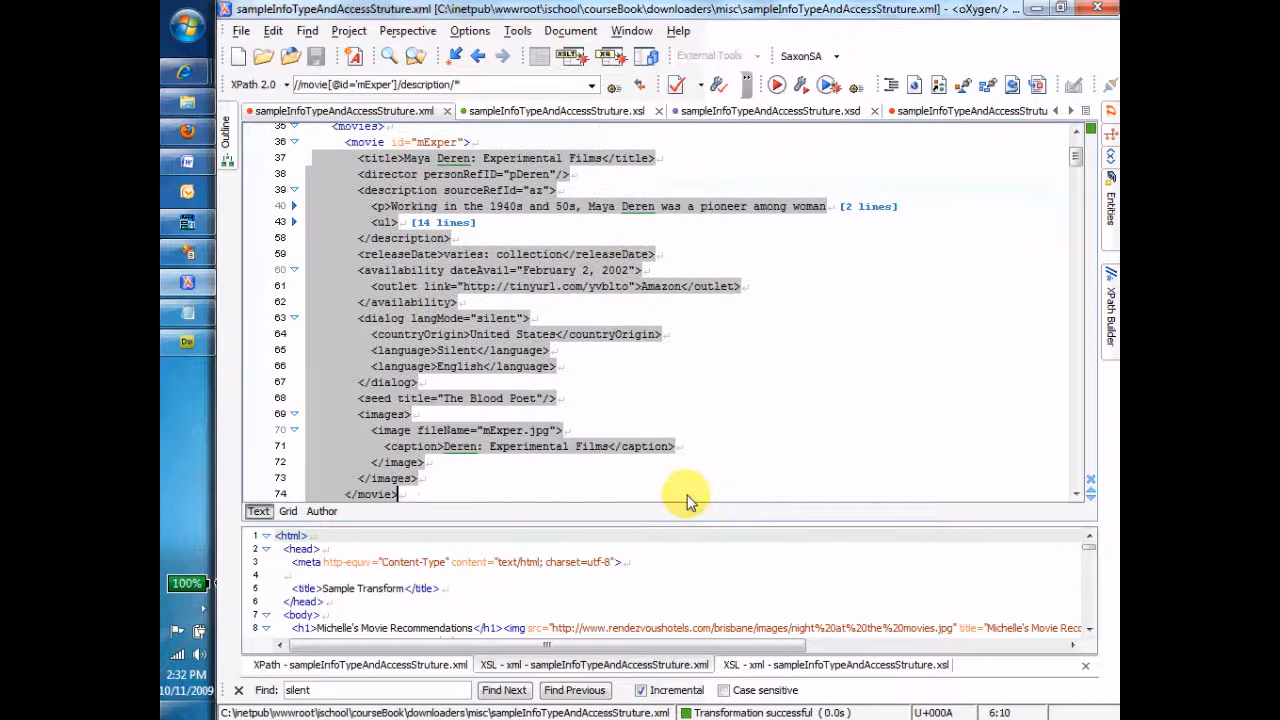 sampleInfoTypeAndAccessStruture.xml [C:\inetpub\wwwroot\ischool\courseBook\downloaders\misc\sampleInfoTypeAndAccessStruture.xml] - <oXygen/> ...
File Edit Find Project Perspective Options Tools Document Window Help
External Tools SaxonSA
XPath 2.0 //movie[@id='mExper']/description/*
sampleInfoTypeAndAccessStruture.xml sampleInfoTypeAndAccessStruture.xsl sampleInfoTypeAndAccessStruture.xsd sampleInfoTypeAndAccessStrutu
Outline
Entities
XPath Builder
35 <movies>
36 <movie id="mExper">
37 <title>Maya Deren: Experimental Films</title>
38 <director personRefID="pDeren"/>
39 <description sourceRefId="az">
40 <p>Working in the 1940s and 50s, Maya Deren was a pioneer among woman [2 lines]
43 <ul> [14 lines]
58 </description>
59 <releaseDate>varies: collection</releaseDate>
60 <availability dateAvail="February 2, 2002">
61 <outlet link="http://tinyurl.com/yvblto">Amazon</outlet>
62 </availability>
63 <dialog langMode="silent">
64 <countryOrigin>United States</countryOrigin>
65 <language>Silent</language>
66 <language>English</language>
67 </dialog>
68 <seed title="The Blood Poet"/>
69 <images>
70 <image fileName="mExper.jpg">
71 <caption>Deren: Experimental Films</caption>
72 </image>
73 </images>
74 </movie>
Text Grid Author
1 <html>
2 <head>
3 <meta http-equiv="Content-Type" content="text/html; charset=utf-8">
4
5 <title>Sample Transform</title>
6 </head>
7 <body>
8 <h1>Michelle's Movie Recommendations</h1><img src="http://www.rendezvoushotels.com/brisbane/images/night%20at%20the%20movies.jpg" title="Michelle's Movie Reco
XPath - sampleInfoTypeAndAccessStruture.xml XSL - xml - sampleInfoTypeAndAccessStruture.xml XSL - xml - sampleInfoTypeAndAccessStruture.xsl
Find: silent Find Next Find Previous Incremental Case sensitive
C:\inetpub\wwwroot\ischool\courseBook\downloaders\misc\sampleInfoTypeAndAccessStruture.xml Transformation successful (0.0s) U+000A 6:10
100%
2:32 PM
10/11/2009